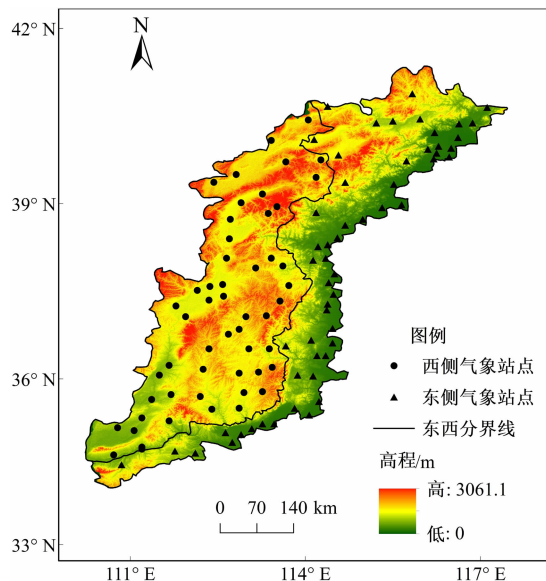 42° N
N
39° N
36° N
33° N
图例
西侧气象站点
东侧气象站点
东西分界线
高程/m
高: 3061.1
低: 0
0 70 140 km
111° E 114° E 117° E